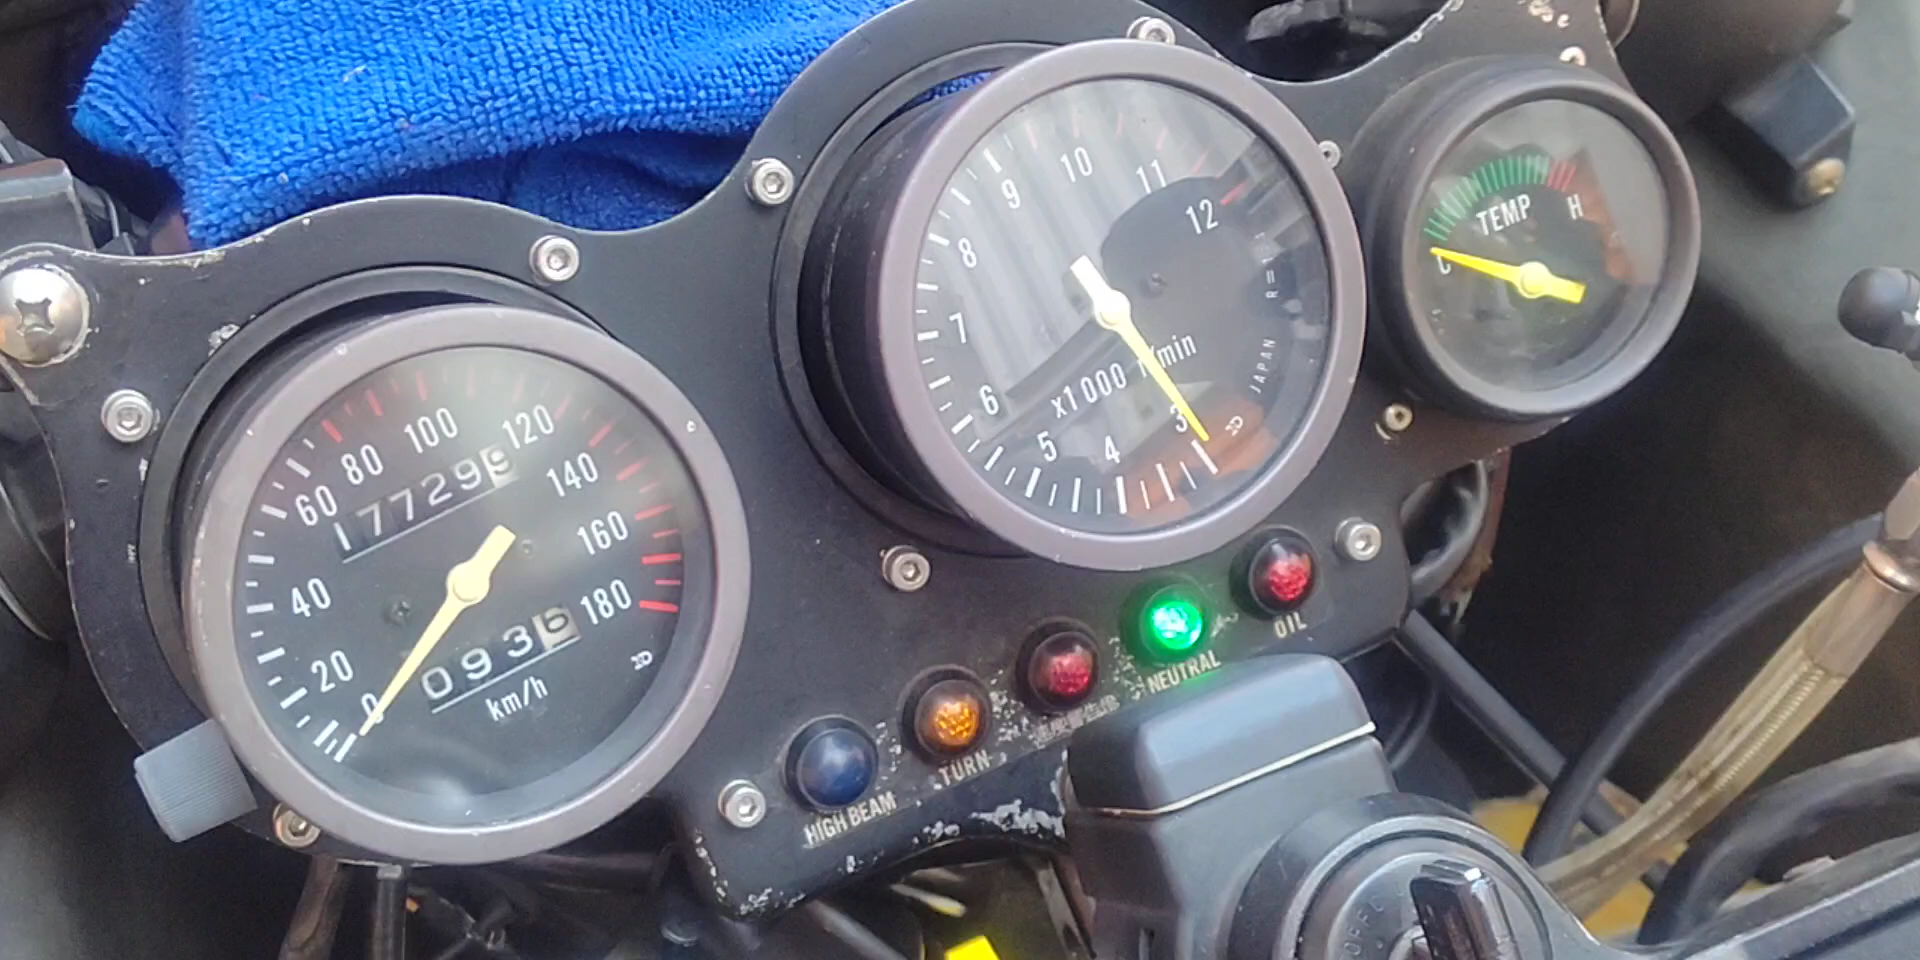 0
20
40
60
80
100
120
140
160
180
177299
0936
km/h
3
4
5
6
7
8
9
10
11
12
x1000 r/min
JAPAN
TEMP
C
H
HIGH BEAM
TURN
NEUTRAL
OIL
OFF